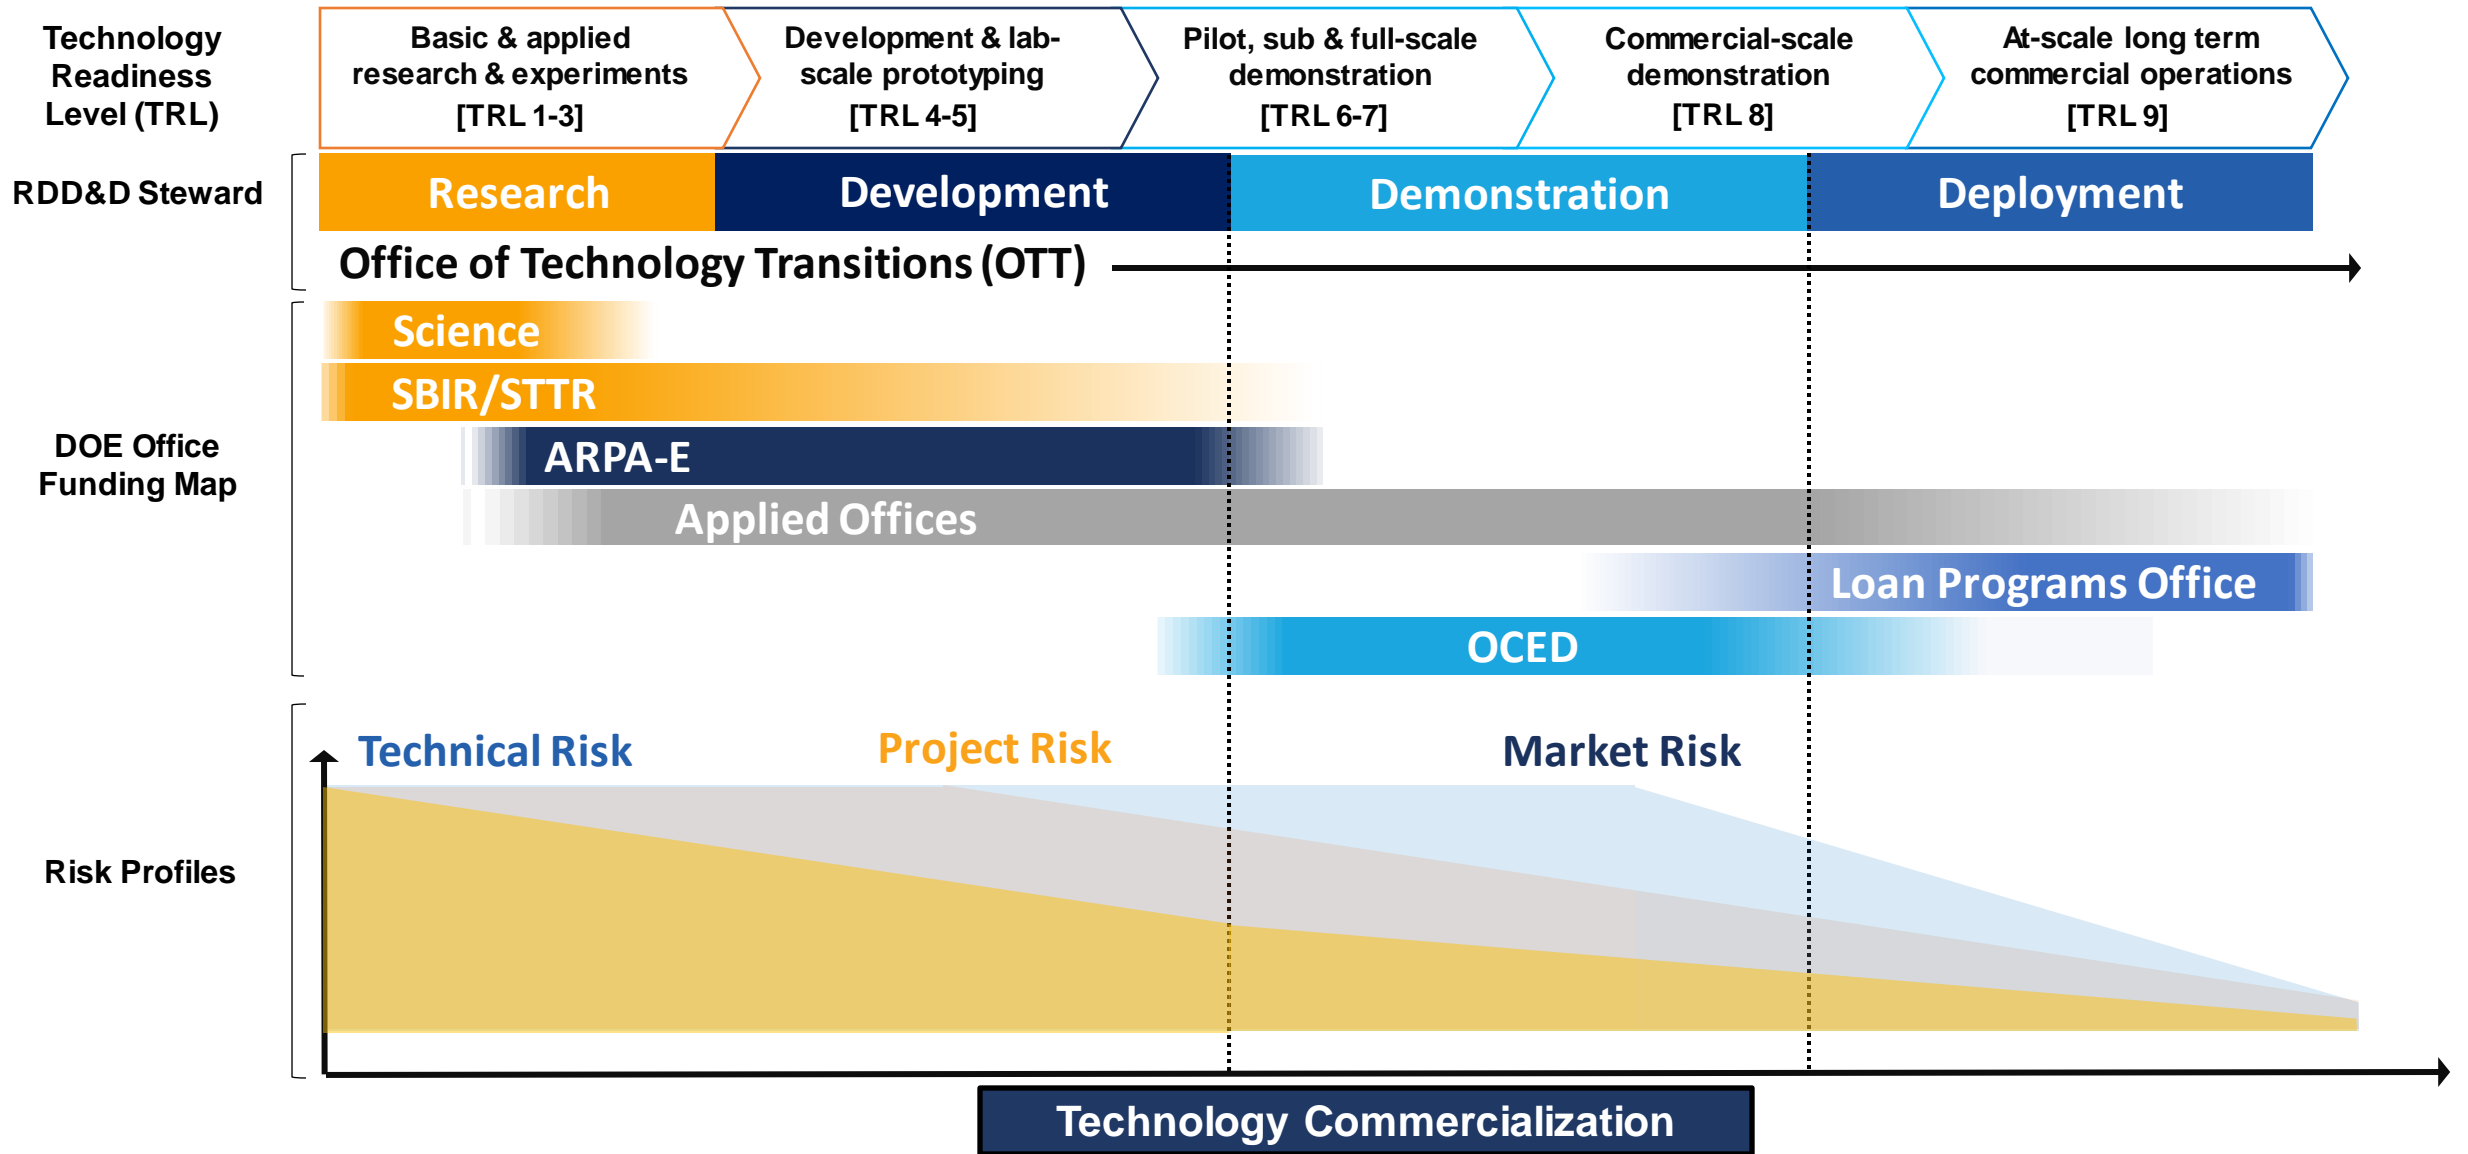 Technology
Readiness
Level (TRL)
Basic & applied
research & experiments
[TRL 1-3]
Development & lab-
scale prototyping
[TRL 4-5]
Pilot, sub & full-scale
demonstration
[TRL 6-7]
Commercial-scale
demonstration
[TRL 8]
At-scale long term
commercial operations
[TRL 9]
RDD&D Steward
Research
Development
Demonstration
Deployment
Office of Technology Transitions (OTT)
DOE Office
Funding Map
Science
SBIR/STTR
ARPA-E
Applied Offices
Loan Programs Office
OCED
Risk Profiles
Technical Risk
Project Risk
Market Risk
Technology Commercialization